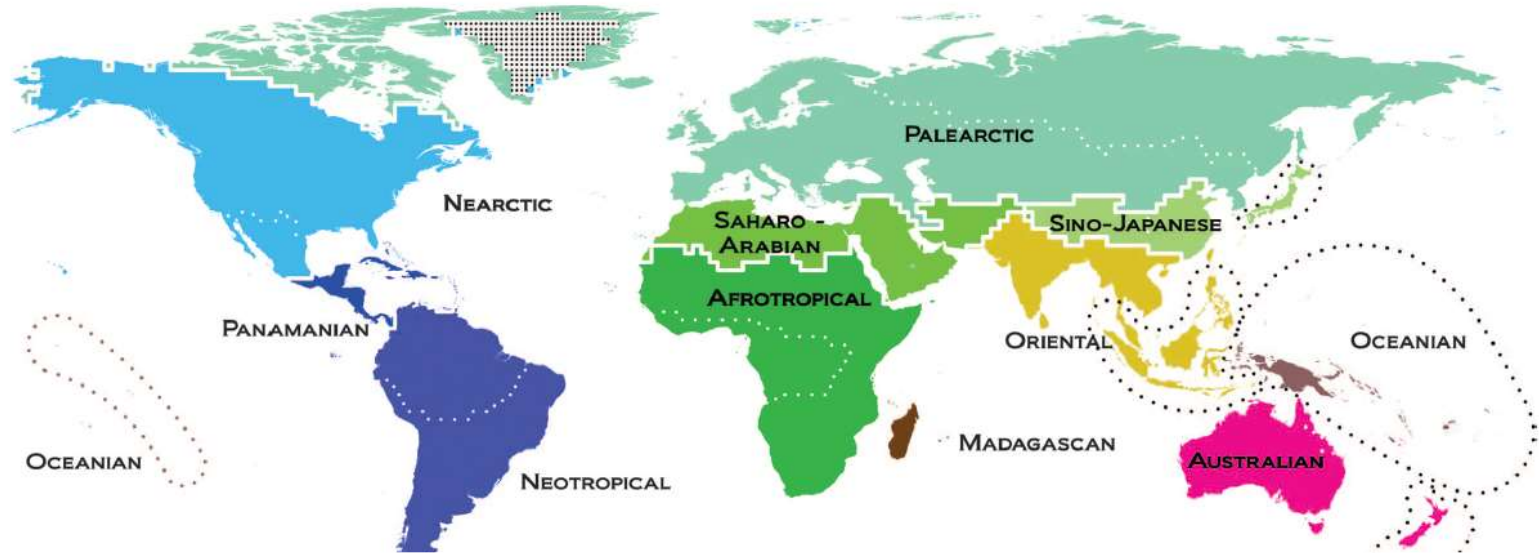 PALEARCTIC
NEARCTIC
SAHARO -
ARABIAN
SINO-JAPANESE
AFROTROPICAL
PANAMANIAN
ORIENTAL
OCEANIAN
OCEANIAN
MADAGASCAN
AUSTRALIAN
NEOTROPICAL